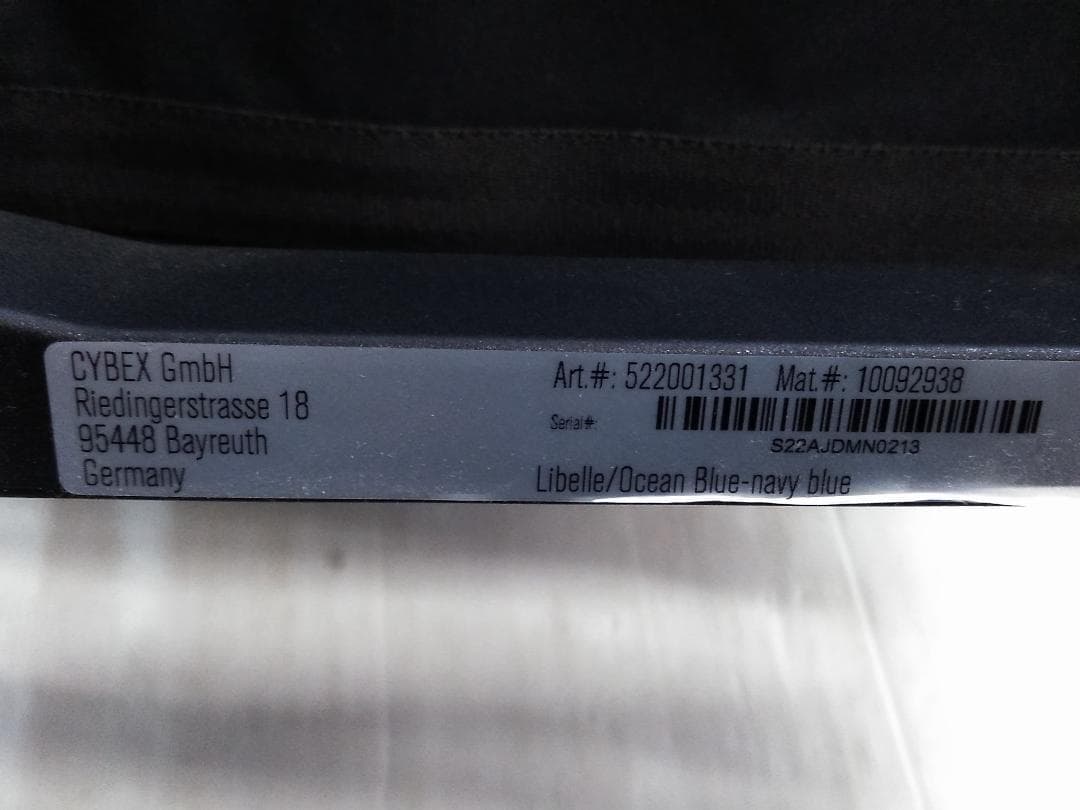 CYBEX GmbH
Riedingerstrasse 18
95448 Bayreuth
Germany
Art.#: 522001331 Mat.#: 10092938
Serial#:
S22AJDMN0213
Libelle/Ocean Blue-navy blue